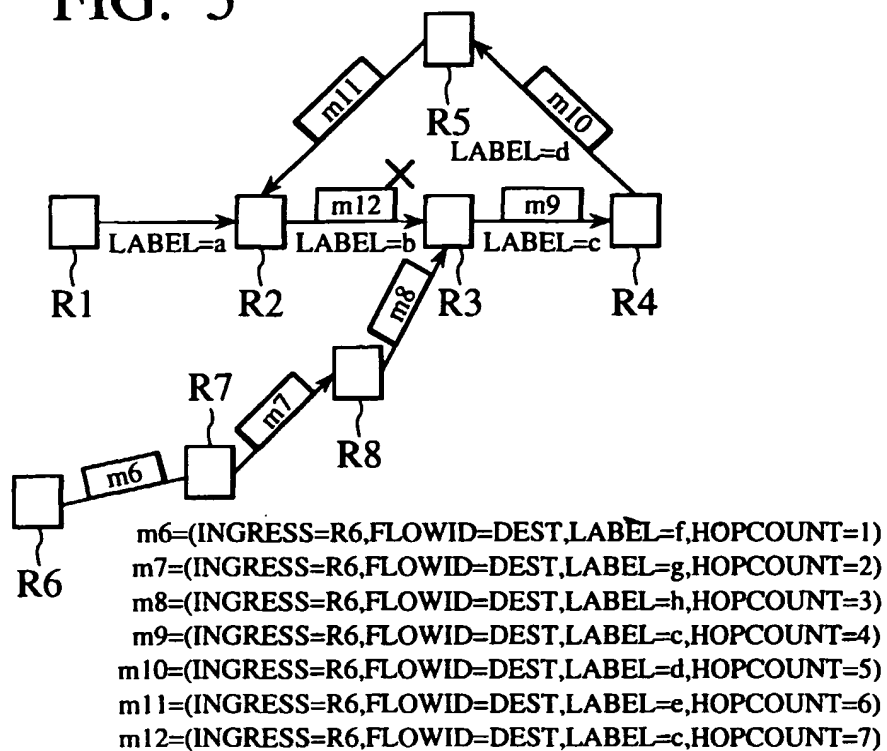 FIG. 5
m11
m10
R5
LABEL=d
m12
m9
LABEL=a
LABEL=b
LABEL=c
R1
R2
R3
R4
m8
R7
m7
R8
m6
R6
m6=(INGRESS=R6,FLOWID=DEST,LABEL=f,HOPCOUNT=1)
m7=(INGRESS=R6,FLOWID=DEST,LABEL=g,HOPCOUNT=2)
m8=(INGRESS=R6,FLOWID=DEST,LABEL=h,HOPCOUNT=3)
m9=(INGRESS=R6,FLOWID=DEST,LABEL=c,HOPCOUNT=4)
m10=(INGRESS=R6,FLOWID=DEST,LABEL=d,HOPCOUNT=5)
m11=(INGRESS=R6,FLOWID=DEST,LABEL=e,HOPCOUNT=6)
m12=(INGRESS=R6,FLOWID=DEST,LABEL=c,HOPCOUNT=7)